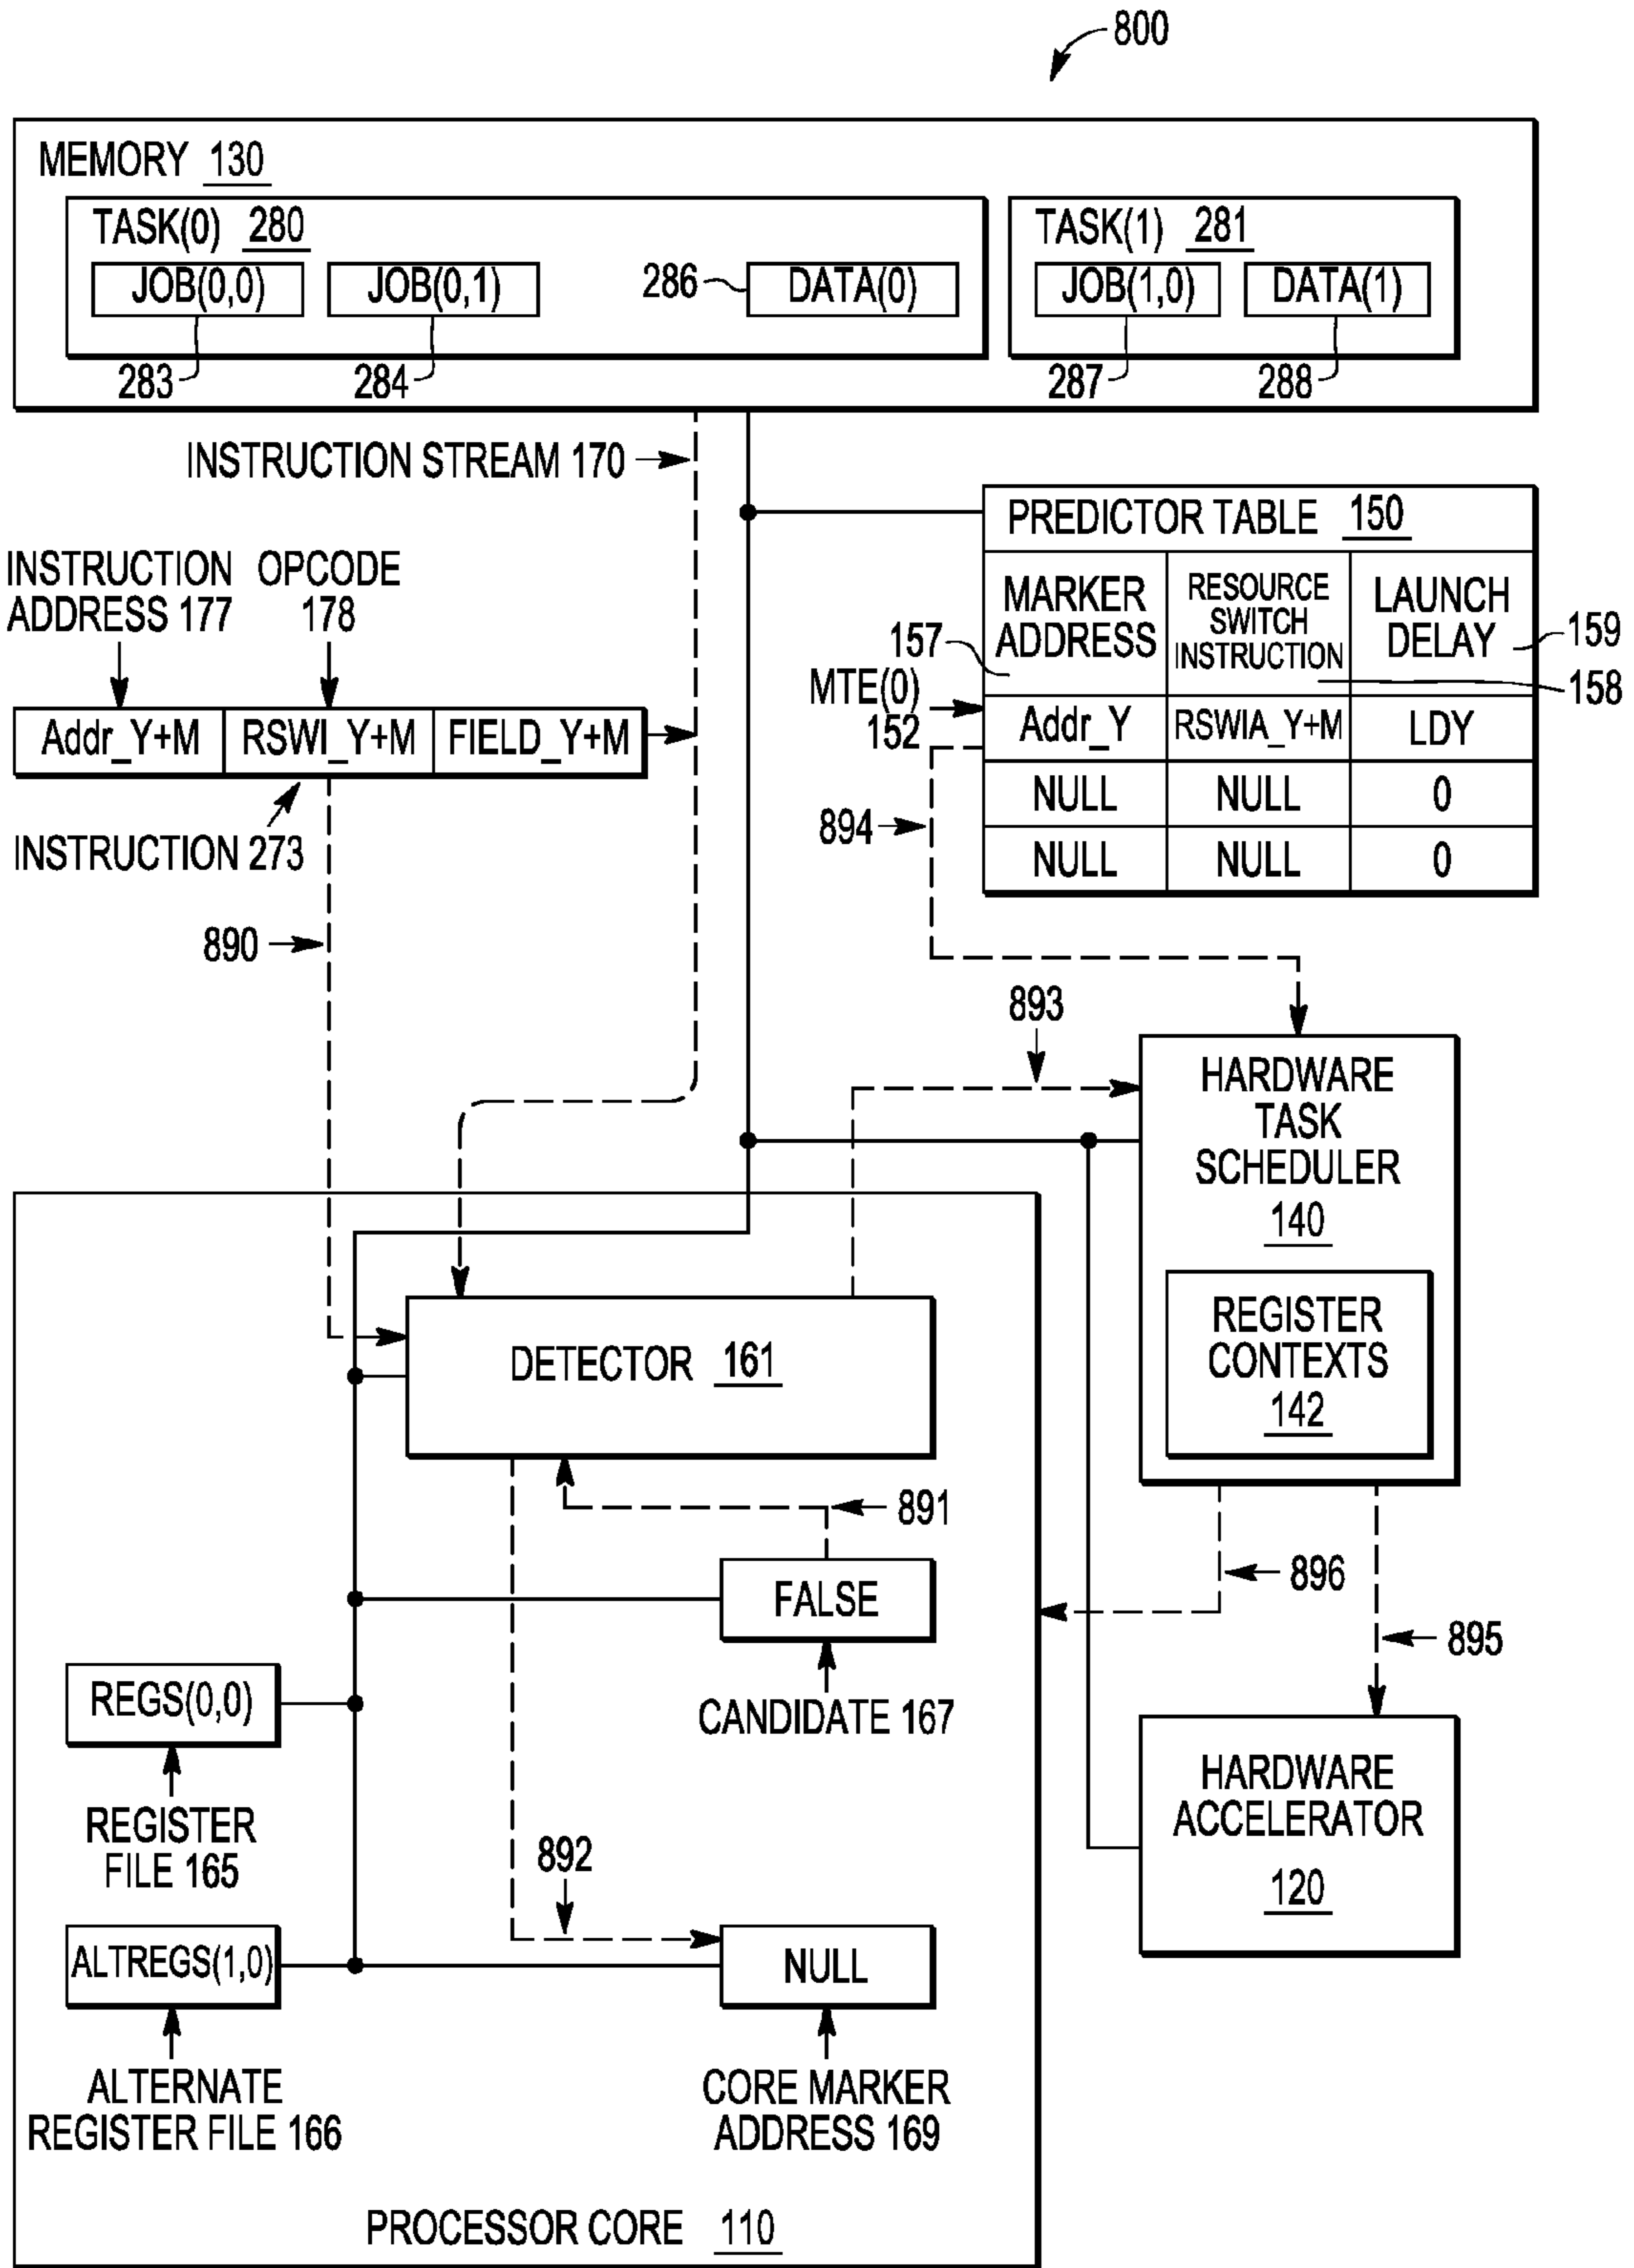 800
MEMORY 130
TASK(0) 280
JOB(0,0)
JOB(0,1)
286
DATA(0)
283
284
TASK(1) 281
JOB(1,0)
DATA(1)
287
288
INSTRUCTION STREAM 170
INSTRUCTION
ADDRESS 177
OPCODE
178
Addr_Y+M
RSWI_Y+M
FIELD_Y+M
INSTRUCTION 273
890
PREDICTOR TABLE 150
MARKER
ADDRESS
RESOURCE
SWITCH
INSTRUCTION
LAUNCH
DELAY
157
159
158
MTE(0)
152
Addr_Y
RSWIA_Y+M
LDY
NULL
NULL
0
NULL
NULL
0
894
893
HARDWARE
TASK
SCHEDULER
140
REGISTER
CONTEXTS
142
DETECTOR 161
891
FALSE
CANDIDATE 167
896
895
REGS(0,0)
REGISTER
FILE 165
HARDWARE
ACCELERATOR
120
892
ALTREGS(1,0)
NULL
ALTERNATE
REGISTER FILE 166
CORE MARKER
ADDRESS 169
PROCESSOR CORE 110